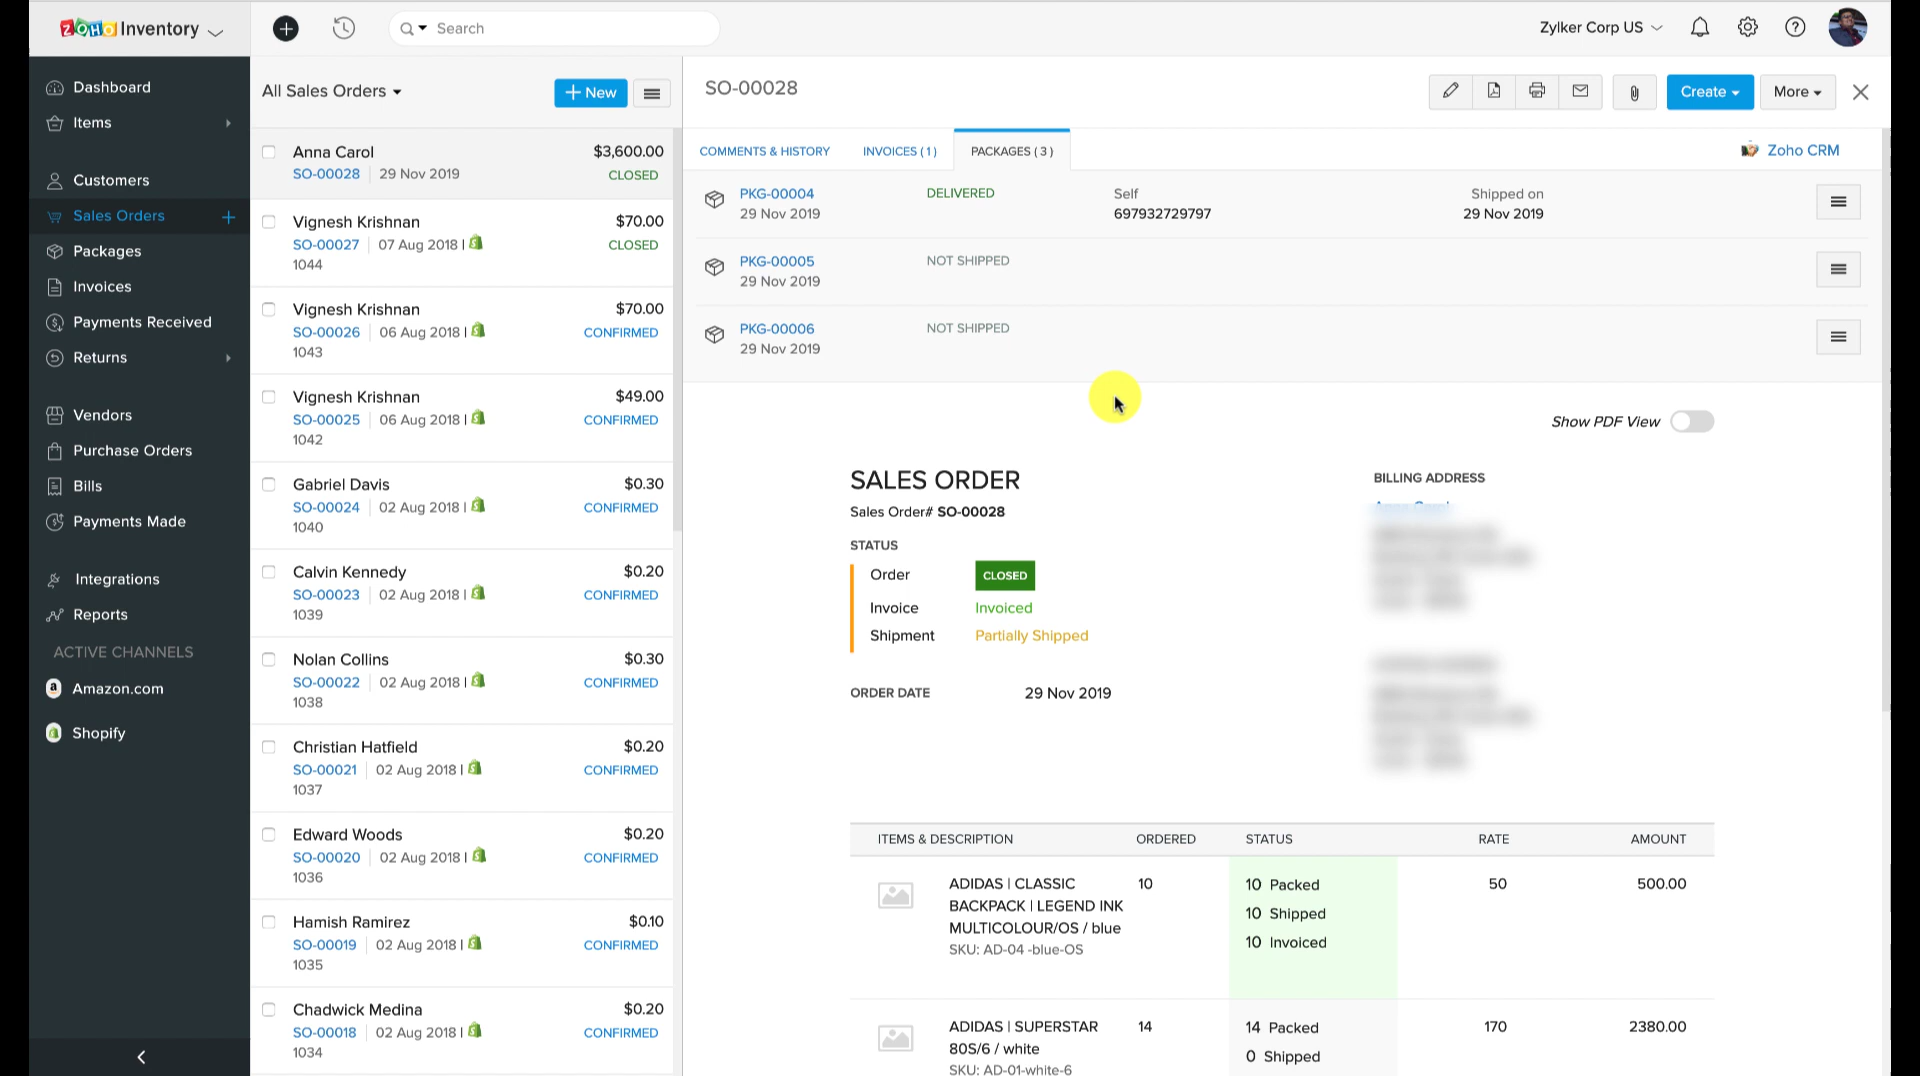 ZOHO Inventory
Search
Zylker Corp US
Dashboard
Items
Customers
Sales Orders
Packages
Invoices
Payments Received
Returns
Vendors
Purchase Orders
Bills
Payments Made
Integrations
Reports
ACTIVE CHANNELS
Amazon.com
Shopify
All Sales Orders
+ New
Anna Carol $3,600.00
SO-00028 29 Nov 2019 CLOSED
Vignesh Krishnan $70.00
SO-00027 07 Aug 2018 | CLOSED
1044
Vignesh Krishnan $70.00
SO-00026 06 Aug 2018 | CONFIRMED
1043
Vignesh Krishnan $49.00
SO-00025 06 Aug 2018 | CONFIRMED
1042
Gabriel Davis $0.30
SO-00024 02 Aug 2018 | CONFIRMED
1040
Calvin Kennedy $0.20
SO-00023 02 Aug 2018 | CONFIRMED
1039
Nolan Collins $0.30
SO-00022 02 Aug 2018 | CONFIRMED
1038
Christian Hatfield $0.20
SO-00021 02 Aug 2018 | CONFIRMED
1037
Edward Woods $0.20
SO-00020 02 Aug 2018 | CONFIRMED
1036
Hamish Ramirez $0.10
SO-00019 02 Aug 2018 | CONFIRMED
1035
Chadwick Medina $0.20
SO-00018 02 Aug 2018 | CONFIRMED
1034
SO-00028
Create More
COMMENTS & HISTORY INVOICES ( 1 ) PACKAGES ( 3 ) Zoho CRM
PKG-00004 DELIVERED Self Shipped on
29 Nov 2019 697932729797 29 Nov 2019
PKG-00005 NOT SHIPPED
29 Nov 2019
PKG-00006 NOT SHIPPED
29 Nov 2019
Show PDF View
SALES ORDER
Sales Order# SO-00028
STATUS
Order CLOSED
Invoice Invoiced
Shipment Partially Shipped
ORDER DATE 29 Nov 2019
BILLING ADDRESS
ITEMS & DESCRIPTION ORDERED STATUS RATE AMOUNT
ADIDAS | CLASSIC 10 10 Packed 50 500.00
BACKPACK | LEGEND INK 10 Shipped
MULTICOLOUR/OS / blue 10 Invoiced
SKU: AD-04 -blue-OS
ADIDAS | SUPERSTAR 14 14 Packed 170 2380.00
80S/6 / white 0 Shipped
SKU: AD-01-white-6